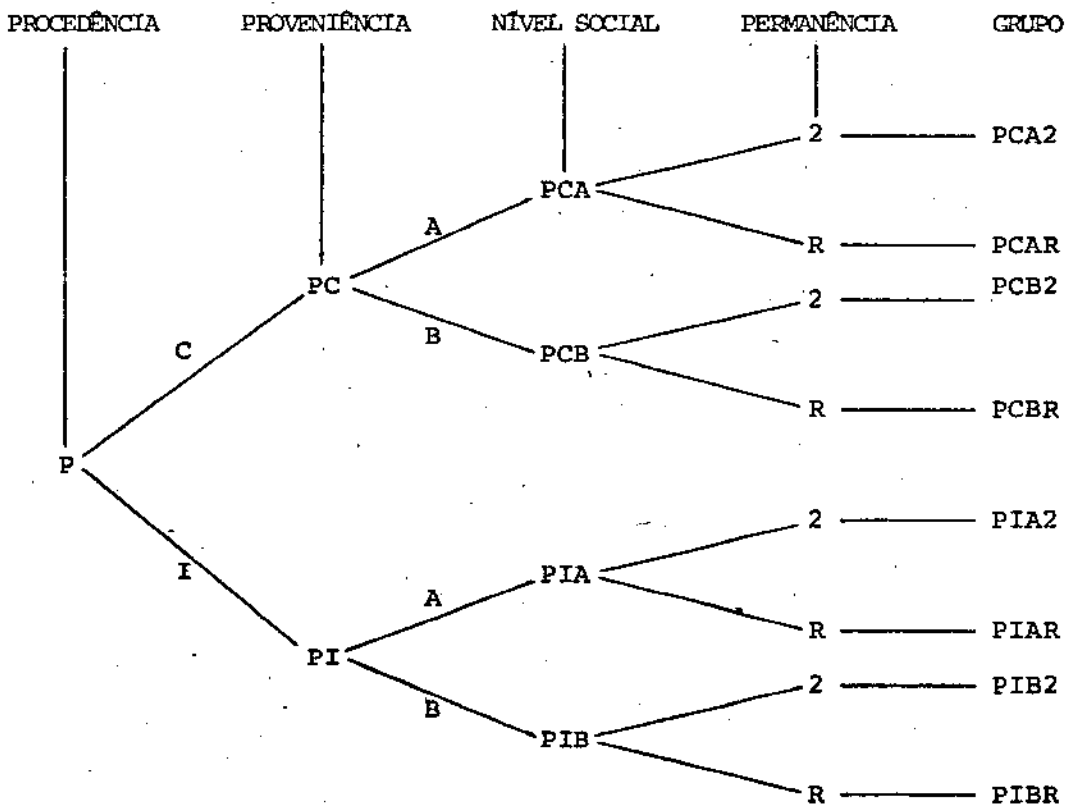 PROCEDÊNCIA PROVENIÊNCIA NÍVEL SOCIAL PERMANÊNCIA GRUPO
2 PCA2
PCA
A
R PCAR
PC
2 PCB2
B
C
PCB
R PCBR
P
2 PIA2
I
PIA
A
R PIAR
PI
2 PIB2
B
PIB
R PIBR